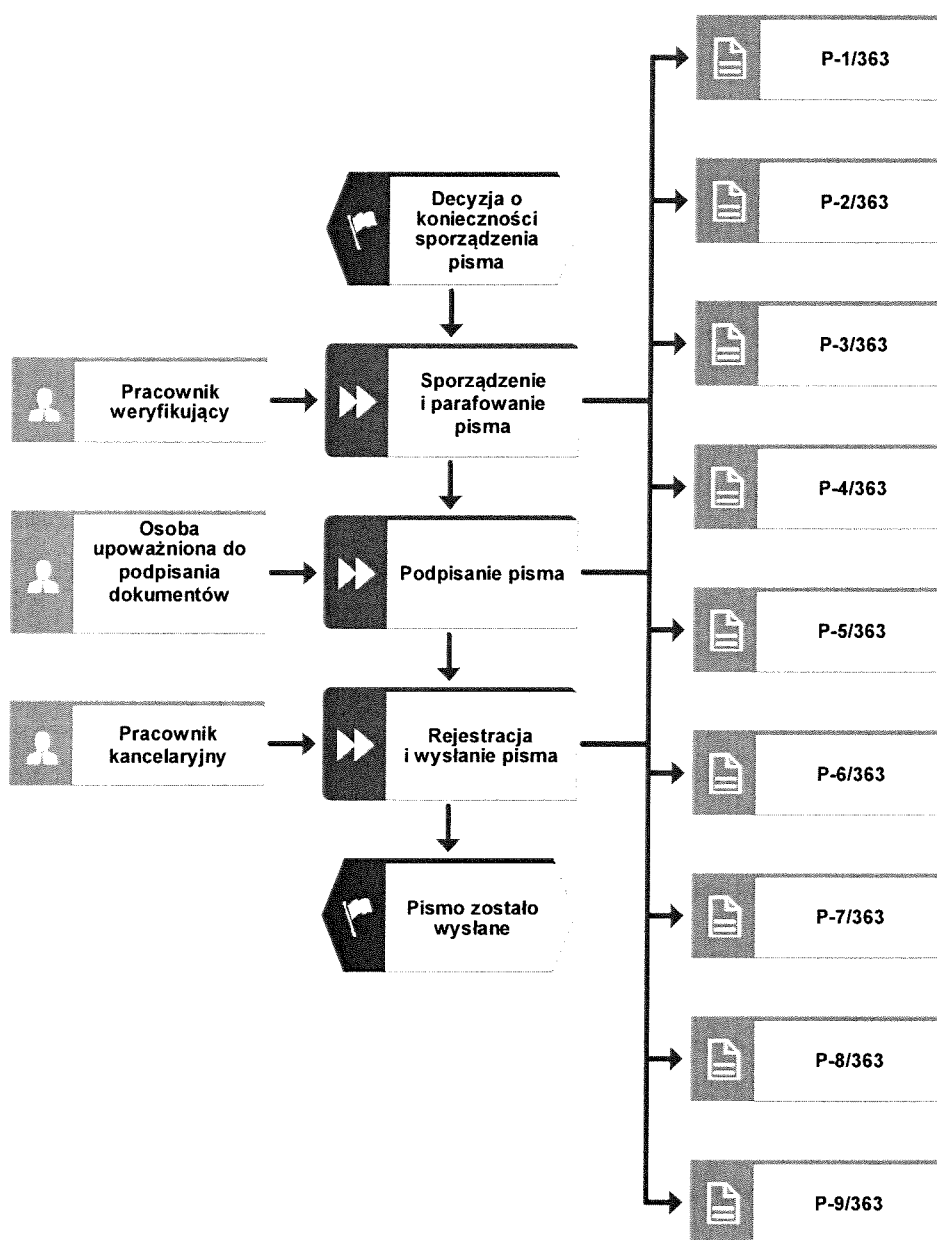 P-1/363
P-2/363
Decyzja o
konieczności
sporządzenia
pisma
P-3/363
Pracownik
weryfikujący
Sporządzenie
i parafowanie
pisma
P-4/363
Osoba
upoważniona do
podpisania
dokumentów
Podpisanie pisma
P-5/363
Pracownik
kancelaryjny
Rejestracja
i wysłanie pisma
P-6/363
Pismo zostało
wysłane
P-7/363
P-8/363
P-9/363